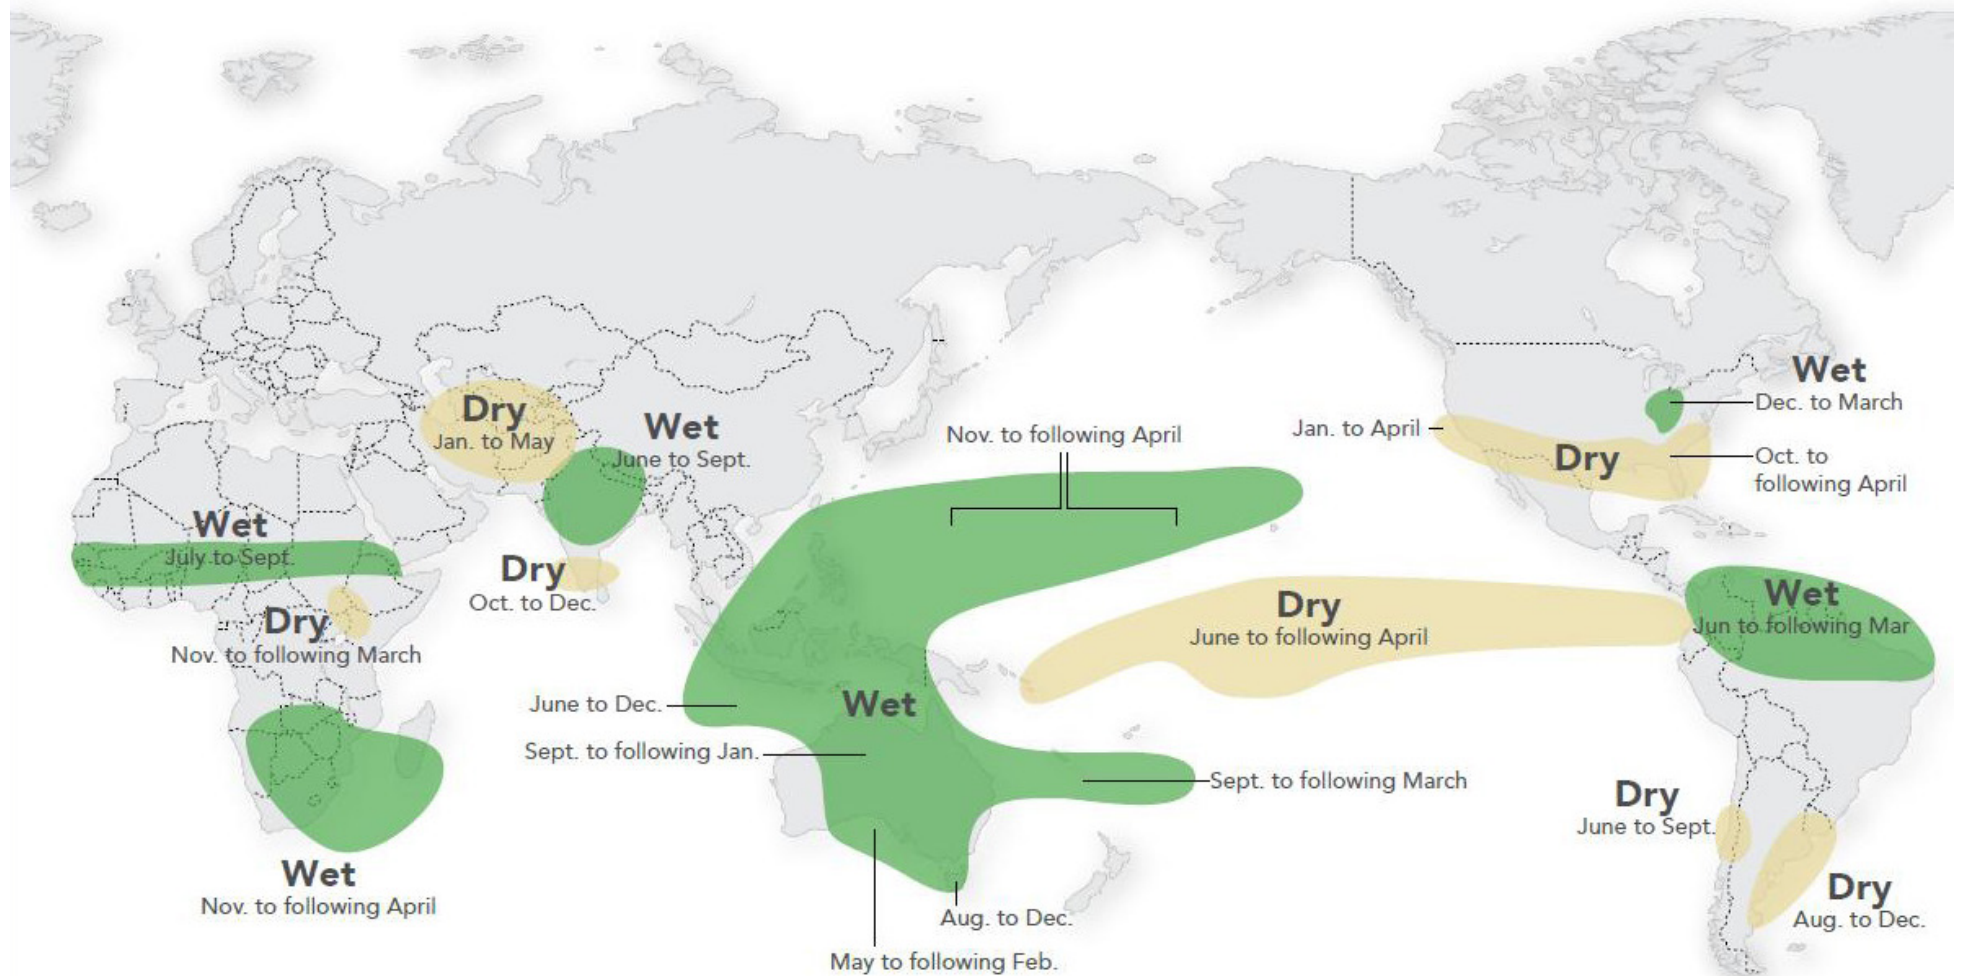 Wet
Dec. to March
Dry
Jan. to May
Wet
June to Sept.
Nov. to following April
Jan. to April
Dry
Oct. to
following April
Wet
July to Sept.
Dry
Oct. to Dec.
Dry
Nov. to following March
Dry
June to following April
Wet
Jun to following Mar
June to Dec.
Wet
Sept. to following Jan.
Sept. to following March
Dry
June to Sept.
Wet
Nov. to following April
Dry
Aug. to Dec.
Aug. to Dec.
May to following Feb.